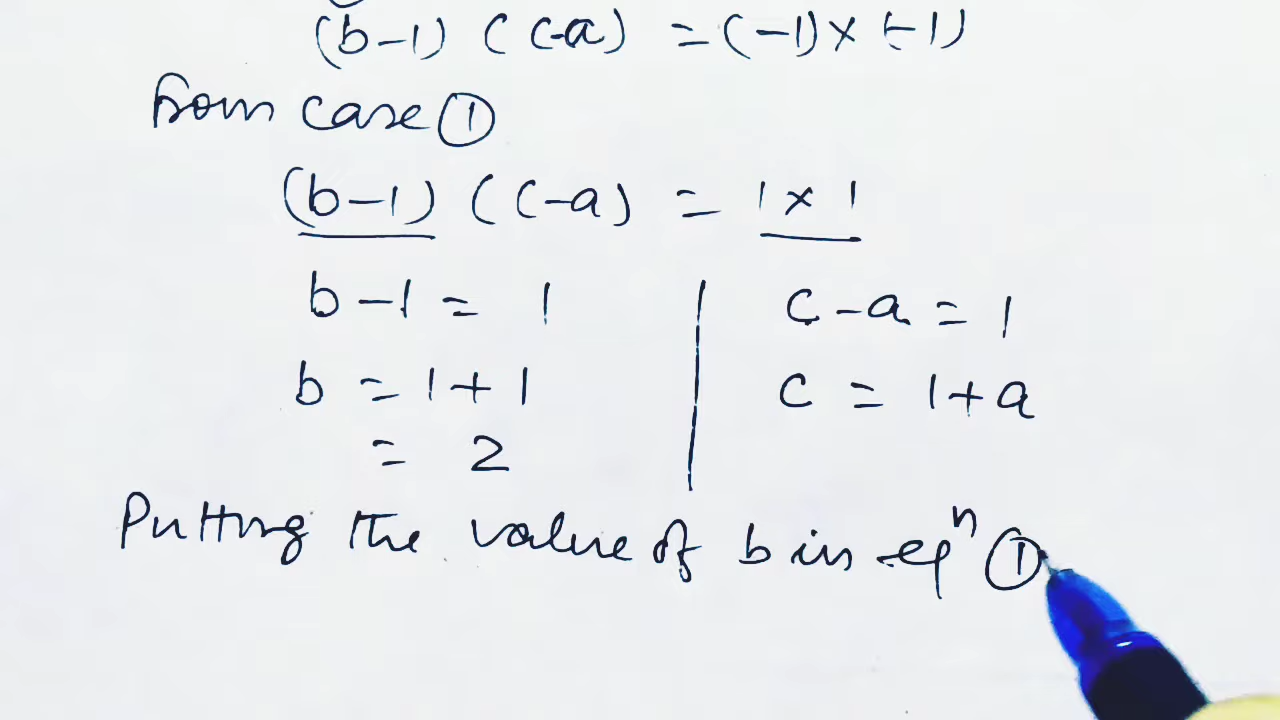 (b-1) (c-a) = (-1) × (-1)
from case ①
(b-1) (c-a) = 1 × 1
b-1 = 1
b = 1+1
= 2
c-a = 1
c = 1+a
Putting the value of b in eqⁿ ①